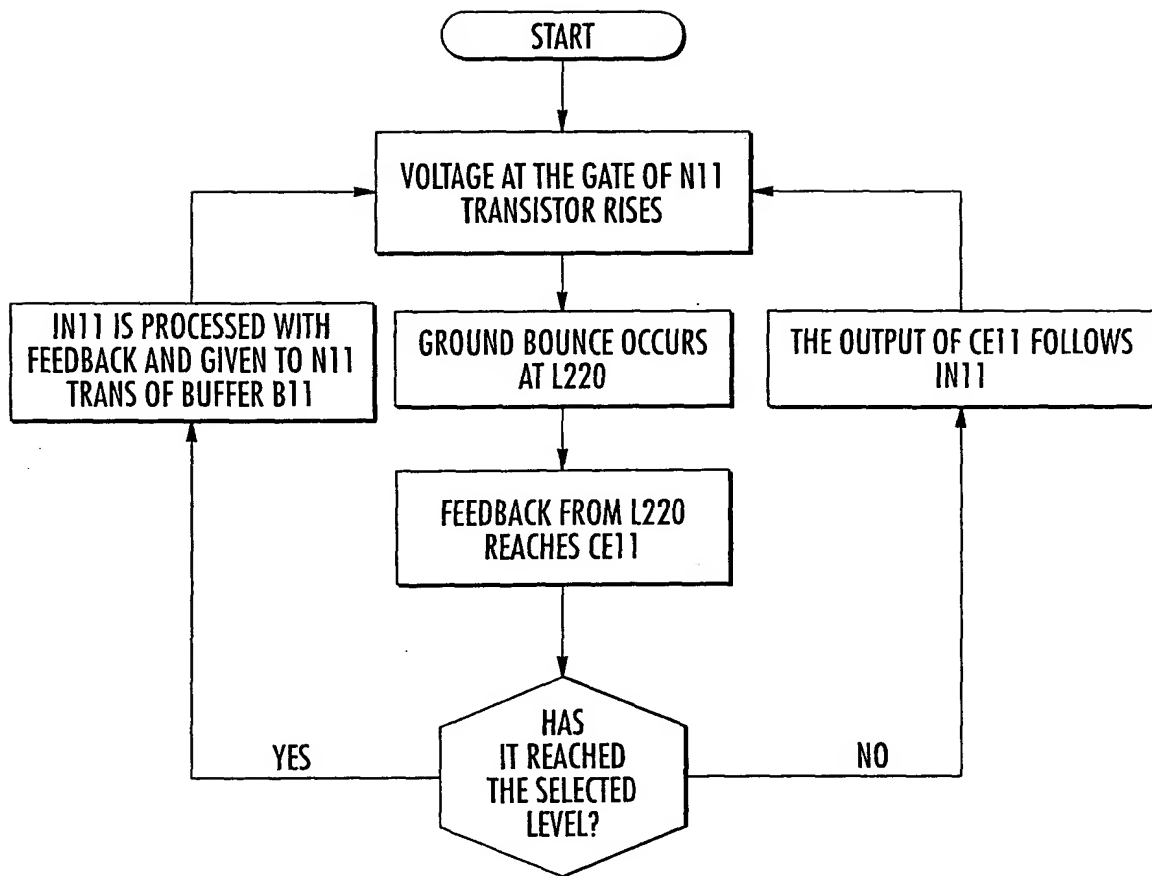 START
VOLTAGE AT THE GATE OF N11
TRANSISTOR RISES
IN11 IS PROCESSED WITH
FEEDBACK AND GIVEN TO N11
TRANS OF BUFFER B11
GROUND BOUNCE OCCURS
AT L220
THE OUTPUT OF CE11 FOLLOWS
IN11
FEEDBACK FROM L220
REACHES CE11
HAS
IT REACHED
THE SELECTED
LEVEL?
YES
NO